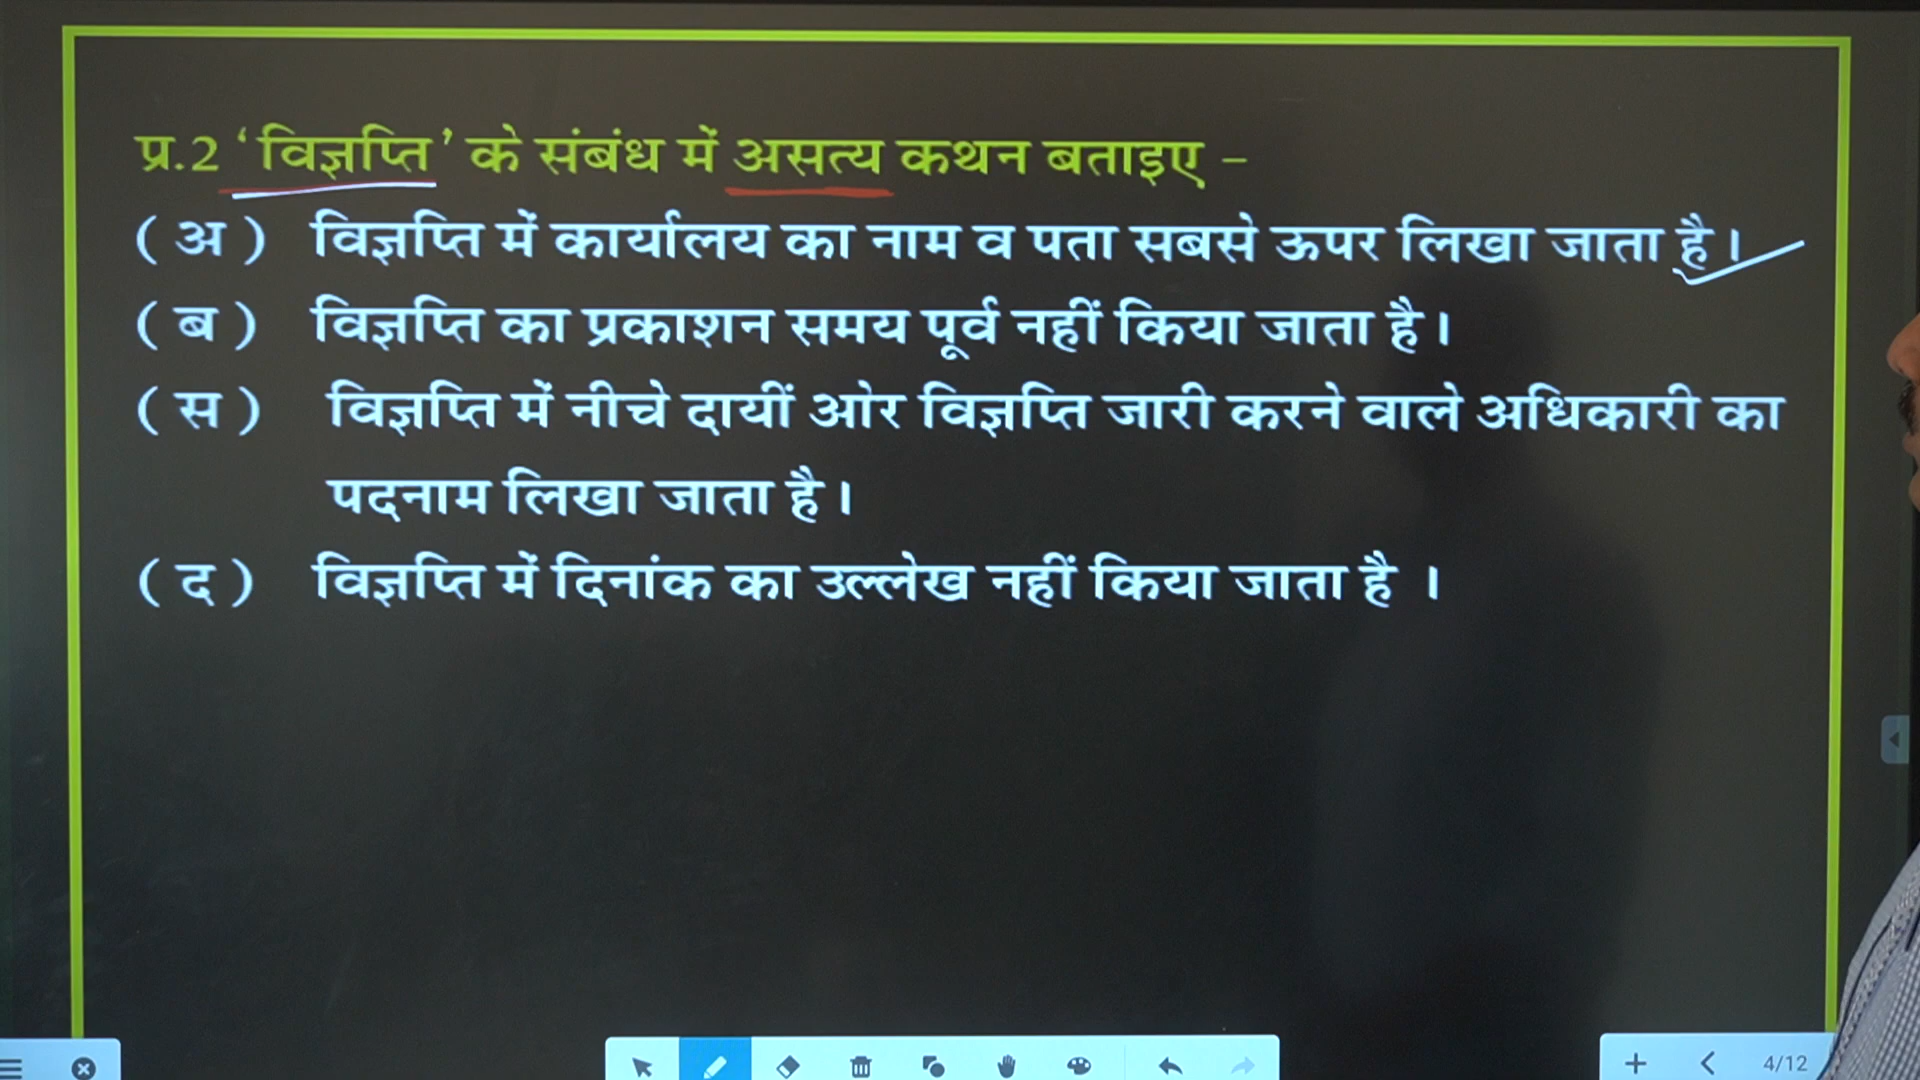 प्र.2 ‘विज्ञप्ति’ के संबंध में असत्य कथन बताइए –
(अ) विज्ञप्ति में कार्यालय का नाम व पता सबसे ऊपर लिखा जाता है।
(ब) विज्ञप्ति का प्रकाशन समय पूर्व नहीं किया जाता है।
(स) विज्ञप्ति में नीचे दायीं ओर विज्ञप्ति जारी करने वाले अधिकारी का
पदनाम लिखा जाता है।
(द) विज्ञप्ति में दिनांक का उल्लेख नहीं किया जाता है ।
4/12